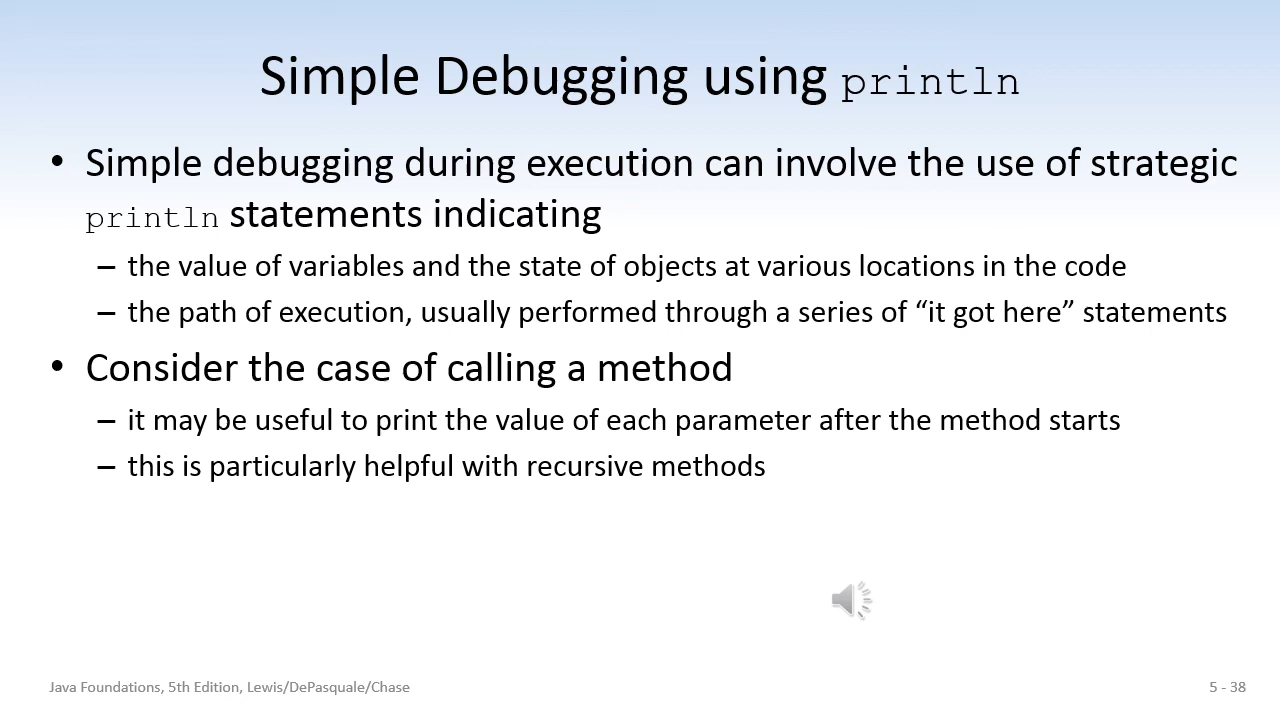 Simple Debugging using println
• Simple debugging during execution can involve the use of strategic
println statements indicating
– the value of variables and the state of objects at various locations in the code
– the path of execution, usually performed through a series of “it got here” statements
• Consider the case of calling a method
– it may be useful to print the value of each parameter after the method starts
– this is particularly helpful with recursive methods
Java Foundations, 5th Edition, Lewis/DePasquale/Chase
5 - 38